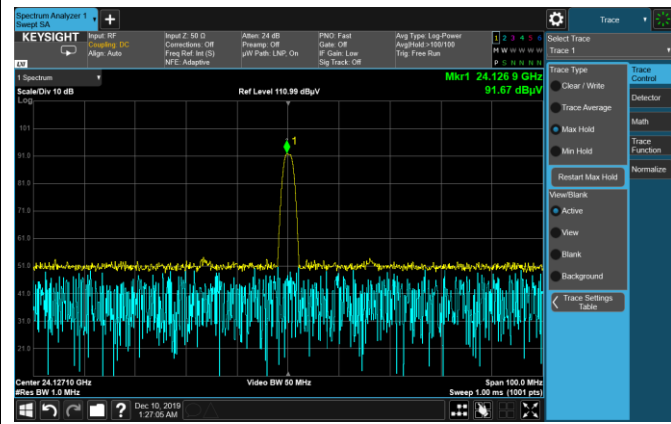 Spectrum Analyzer 1
Swept SA
+
Trace
KEYSIGHT
LXI
Input: RF
Coupling: DC
Align: Auto
Input Z: 50 Ω
Corrections: Off
Freq Ref: Int (S)
NFE: Adaptive
Atten: 24 dB
Preamp: Off
µW Path: LNP, On
PNO: Fast
Gate: Off
IF Gain: Low
Sig Track: Off
Avg Type: Log-Power
Avg|Hold >100/100
Trig: Free Run
1 2 3 4 5 6
M W W W W W
P S N N N N
Select Trace
Trace 1
1 Spectrum
Scale/Div 10 dB
Log
Ref Level 110.99 dBµV
Mkr1 24.126 9 GHz
91.67 dBµV
101
91.0
81.0
71.0
61.0
51.0
41.0
31.0
21.0
1
Center 24.12710 GHz
#Res BW 1.0 MHz
Video BW 50 MHz
Span 100.0 MHz
Sweep 1.00 ms (1001 pts)
Trace Type
Clear / Write
Trace Average
Max Hold
Min Hold
Restart Max Hold
View/Blank
Active
View
Blank
Background
Trace Settings
Table
Trace
Control
Detector
Math
Trace
Function
Normalize
?
Dec 10, 2019
1:27:05 AM